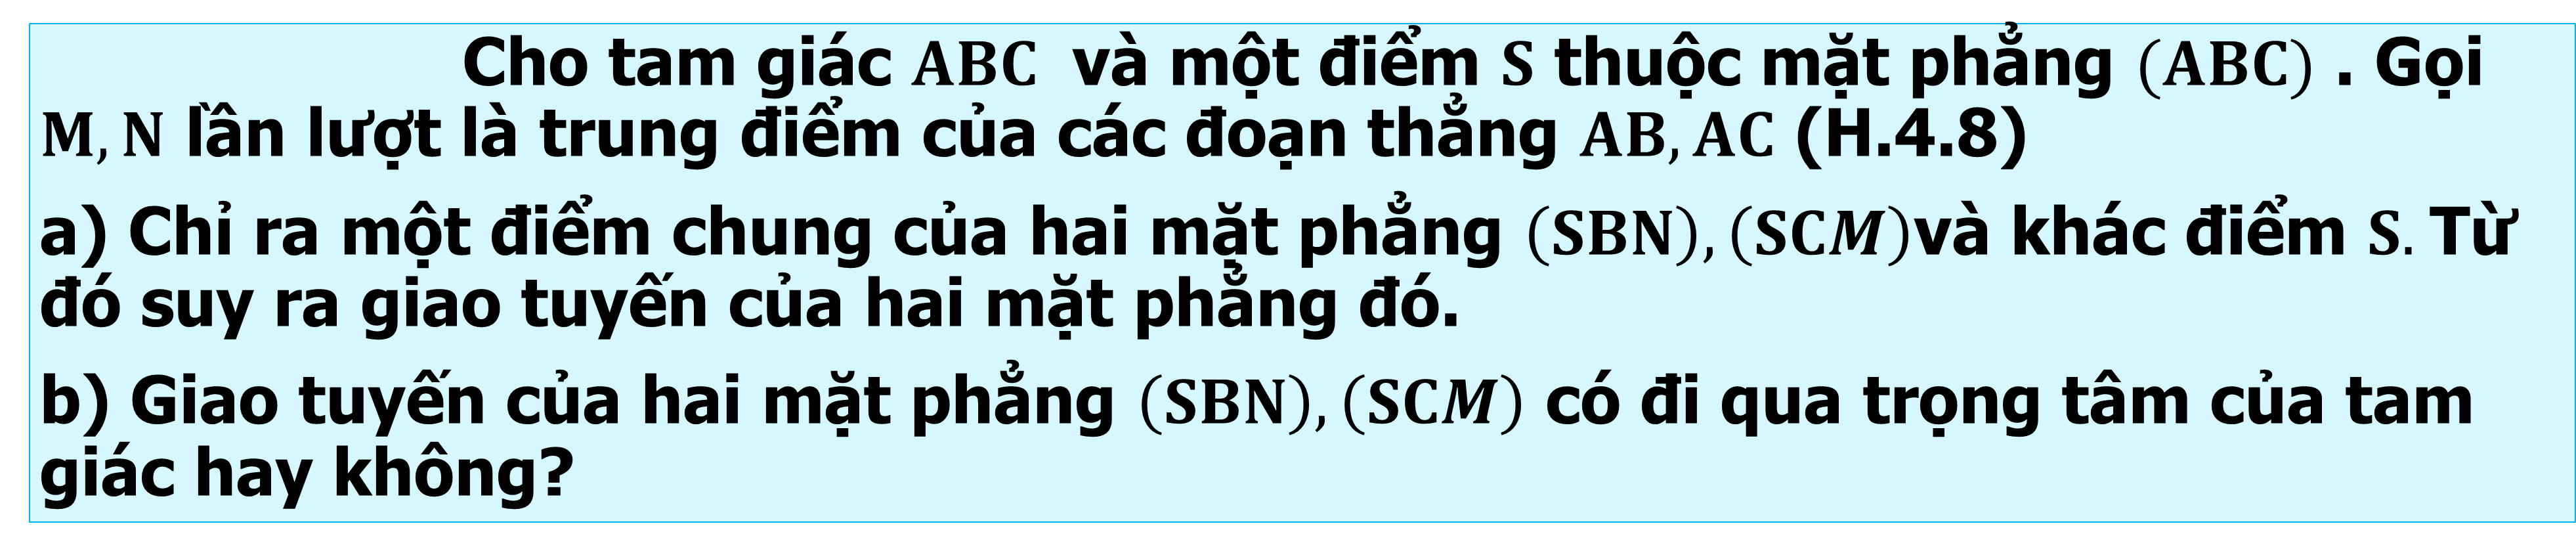 Cho tam giác ABC và một điểm S thuộc mặt phẳng (ABC) . Gọi
M, N lần lượt là trung điểm của các đoạn thẳng AB, AC (H.4.8)
a) Chỉ ra một điểm chung của hai mặt phẳng (SBN), (SCM)và khác điểm S. Từ
đó suy ra giao tuyến của hai mặt phẳng đó.
b) Giao tuyến của hai mặt phẳng (SBN), (SCM) có đi qua trọng tâm của tam
giác hay không?